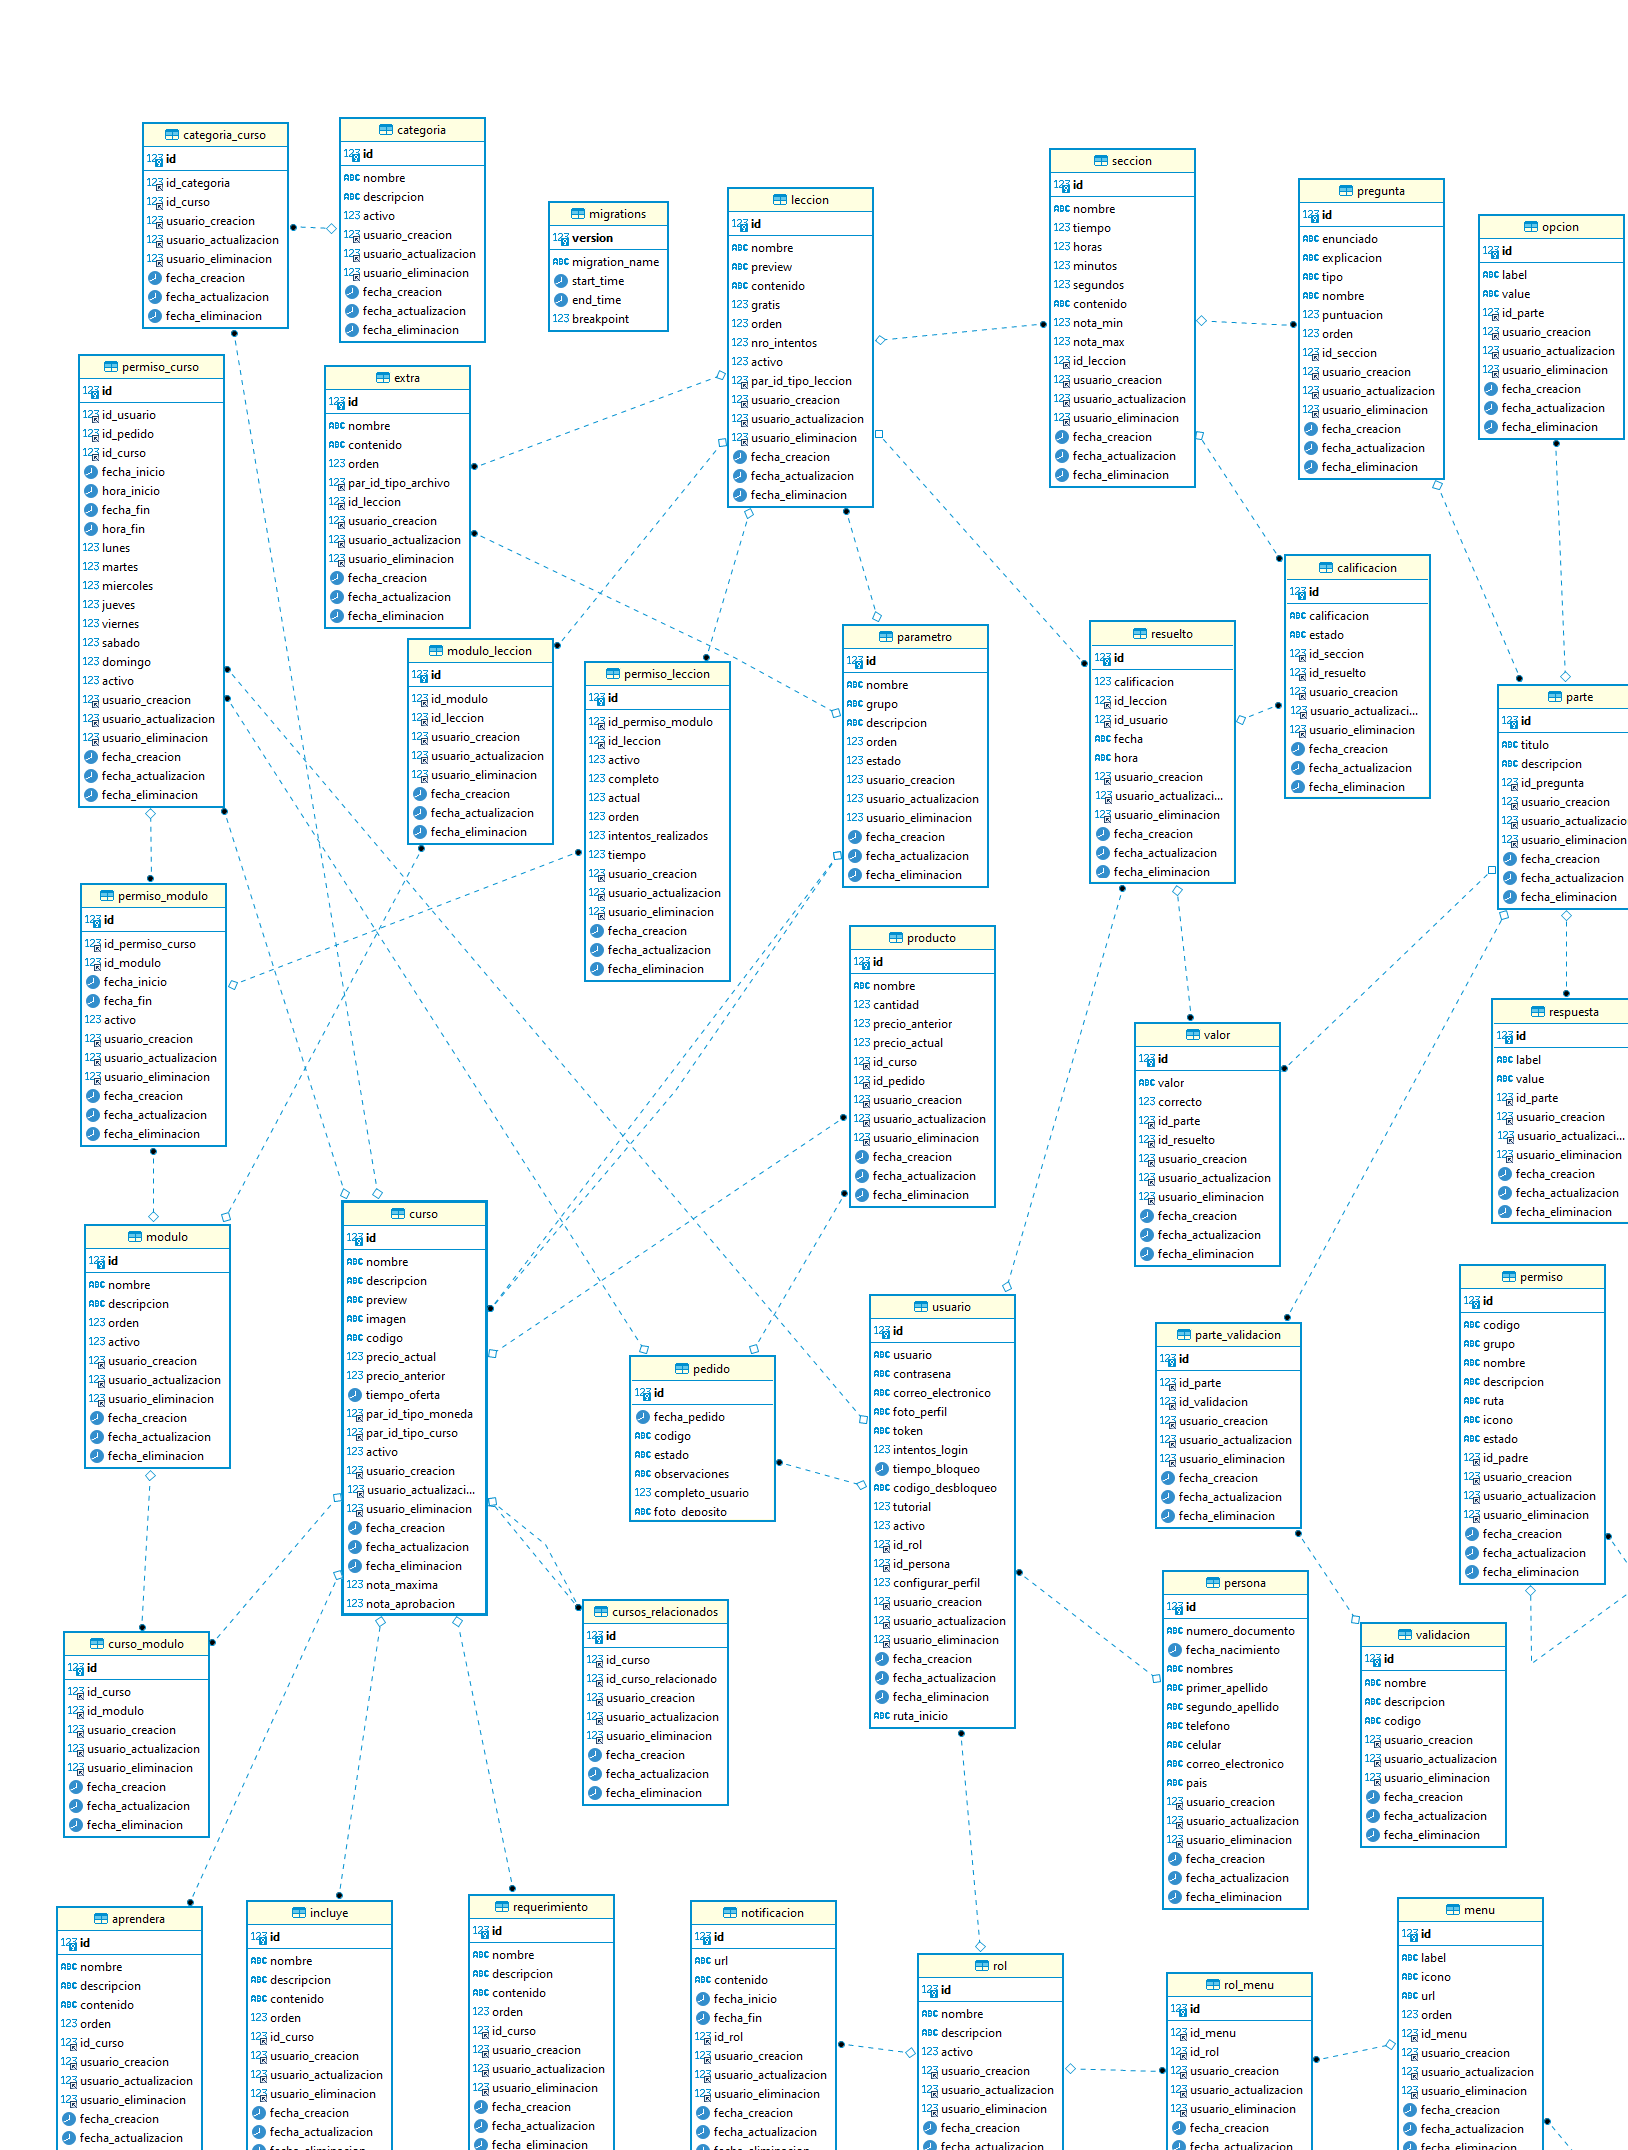 categoria_curso
id
id_categoria
id_curso
usuario_creacion
usuario_actualizacion
usuario_eliminacion
fecha_creacion
fecha_actualizacion
fecha_eliminacion
categoria
id
nombre
descripcion
activo
usuario_creacion
usuario_actualizacion
usuario_eliminacion
fecha_creacion
fecha_actualizacion
fecha_eliminacion
migrations
version
migration_name
start_time
end_time
breakpoint
leccion
id
nombre
preview
contenido
gratis
orden
nro_intentos
activo
par_id_tipo_leccion
usuario_creacion
usuario_actualizacion
usuario_eliminacion
fecha_creacion
fecha_actualizacion
fecha_eliminacion
seccion
id
nombre
tiempo
horas
minutos
segundos
contenido
nota_min
nota_max
id_leccion
usuario_creacion
usuario_actualizacion
usuario_eliminacion
fecha_creacion
fecha_actualizacion
fecha_eliminacion
pregunta
id
enunciado
explicacion
tipo
nombre
puntuacion
orden
id_seccion
usuario_creacion
usuario_actualizacion
usuario_eliminacion
fecha_creacion
fecha_actualizacion
fecha_eliminacion
opcion
id
label
value
id_parte
usuario_creacion
usuario_actualizacion
usuario_eliminacion
fecha_creacion
fecha_actualizacion
fecha_eliminacion
permiso_curso
id
id_usuario
id_pedido
id_curso
fecha_inicio
hora_inicio
fecha_fin
hora_fin
lunes
martes
miercoles
jueves
viernes
sabado
domingo
activo
usuario_creacion
usuario_actualizacion
usuario_eliminacion
fecha_creacion
fecha_actualizacion
fecha_eliminacion
extra
id
nombre
contenido
orden
par_id_tipo_archivo
id_leccion
usuario_creacion
usuario_actualizacion
usuario_eliminacion
fecha_creacion
fecha_actualizacion
fecha_eliminacion
modulo_leccion
id
id_modulo
id_leccion
usuario_creacion
usuario_actualizacion
usuario_eliminacion
fecha_creacion
fecha_actualizacion
fecha_eliminacion
permiso_leccion
id
id_permiso_modulo
id_leccion
activo
completo
actual
orden
intentos_realizados
tiempo
usuario_creacion
usuario_actualizacion
usuario_eliminacion
fecha_creacion
fecha_actualizacion
fecha_eliminacion
parametro
id
nombre
grupo
descripcion
orden
estado
usuario_creacion
usuario_actualizacion
usuario_eliminacion
fecha_creacion
fecha_actualizacion
fecha_eliminacion
resuelto
id
calificacion
id_leccion
id_usuario
fecha
hora
usuario_creacion
usuario_actualizaci...
usuario_eliminacion
fecha_creacion
fecha_actualizacion
fecha_eliminacion
calificacion
id
calificacion
estado
id_seccion
id_resuelto
usuario_creacion
usuario_actualizaci...
usuario_eliminacion
fecha_creacion
fecha_actualizacion
fecha_eliminacion
parte
id
titulo
descripcion
id_pregunta
usuario_creacion
usuario_actualizacio
usuario_eliminacion
fecha_creacion
fecha_actualizacion
fecha_eliminacion
permiso_modulo
id
id_permiso_curso
id_modulo
fecha_inicio
fecha_fin
activo
usuario_creacion
usuario_actualizacion
usuario_eliminacion
fecha_creacion
fecha_actualizacion
fecha_eliminacion
producto
id
nombre
cantidad
precio_anterior
precio_actual
id_curso
id_pedido
usuario_creacion
usuario_actualizacion
usuario_eliminacion
fecha_creacion
fecha_actualizacion
fecha_eliminacion
valor
id
valor
correcto
id_parte
id_resuelto
usuario_creacion
usuario_actualizacion
usuario_eliminacion
fecha_creacion
fecha_actualizacion
fecha_eliminacion
respuesta
id
label
value
id_parte
usuario_creacion
usuario_actualizaci...
usuario_eliminacion
fecha_creacion
fecha_actualizacion
fecha_eliminacion
modulo
id
nombre
descripcion
orden
activo
usuario_creacion
usuario_actualizacion
usuario_eliminacion
fecha_creacion
fecha_actualizacion
fecha_eliminacion
curso
id
nombre
descripcion
preview
imagen
codigo
precio_actual
precio_anterior
tiempo_oferta
par_id_tipo_moneda
par_id_tipo_curso
activo
usuario_creacion
usuario_actualizaci...
usuario_eliminacion
fecha_creacion
fecha_actualizacion
fecha_eliminacion
nota_maxima
nota_aprobacion
pedido
id
fecha_pedido
codigo
estado
observaciones
completo_usuario
foto_deposito
usuario
id
usuario
contrasena
correo_electronico
foto_perfil
token
intentos_login
tiempo_bloqueo
codigo_desbloqueo
tutorial
activo
id_rol
id_persona
configurar_perfil
usuario_creacion
usuario_actualizacion
usuario_eliminacion
fecha_creacion
fecha_actualizacion
fecha_eliminacion
ruta_inicio
parte_validacion
id
id_parte
id_validacion
usuario_creacion
usuario_actualizacion
usuario_eliminacion
fecha_creacion
fecha_actualizacion
fecha_eliminacion
permiso
id
codigo
grupo
nombre
descripcion
ruta
icono
estado
id_padre
usuario_creacion
usuario_actualizacion
usuario_eliminacion
fecha_creacion
fecha_actualizacion
fecha_eliminacion
curso_modulo
id
id_curso
id_modulo
usuario_creacion
usuario_actualizacion
usuario_eliminacion
fecha_creacion
fecha_actualizacion
fecha_eliminacion
cursos_relacionados
id
id_curso
id_curso_relacionado
usuario_creacion
usuario_actualizacion
usuario_eliminacion
fecha_creacion
fecha_actualizacion
fecha_eliminacion
persona
id
numero_documento
fecha_nacimiento
nombres
primer_apellido
segundo_apellido
telefono
celular
correo_electronico
pais
usuario_creacion
usuario_actualizacion
usuario_eliminacion
fecha_creacion
fecha_actualizacion
fecha_eliminacion
validacion
id
nombre
descripcion
codigo
usuario_creacion
usuario_actualizacion
usuario_eliminacion
fecha_creacion
fecha_actualizacion
fecha_eliminacion
aprendera
id
nombre
descripcion
contenido
orden
id_curso
usuario_creacion
usuario_actualizacion
usuario_eliminacion
fecha_creacion
fecha_actualizacion
incluye
id
nombre
descripcion
contenido
orden
id_curso
usuario_creacion
usuario_actualizacion
usuario_eliminacion
fecha_creacion
fecha_actualizacion
fecha_eliminacion
requerimiento
id
nombre
descripcion
contenido
orden
id_curso
usuario_creacion
usuario_actualizacion
usuario_eliminacion
fecha_creacion
fecha_actualizacion
fecha_eliminacion
notificacion
id
url
contenido
fecha_inicio
fecha_fin
id_rol
usuario_creacion
usuario_actualizacion
usuario_eliminacion
fecha_creacion
fecha_actualizacion
fecha_eliminacion
rol
id
nombre
descripcion
activo
usuario_creacion
usuario_actualizacion
usuario_eliminacion
fecha_creacion
fecha_actualizacion
rol_menu
id
id_menu
id_rol
usuario_creacion
usuario_actualizacion
usuario_eliminacion
fecha_creacion
fecha_actualizacion
menu
id
label
icono
url
orden
id_menu
usuario_creacion
usuario_actualizacion
usuario_eliminacion
fecha_creacion
fecha_actualizacion
fecha_eliminacion